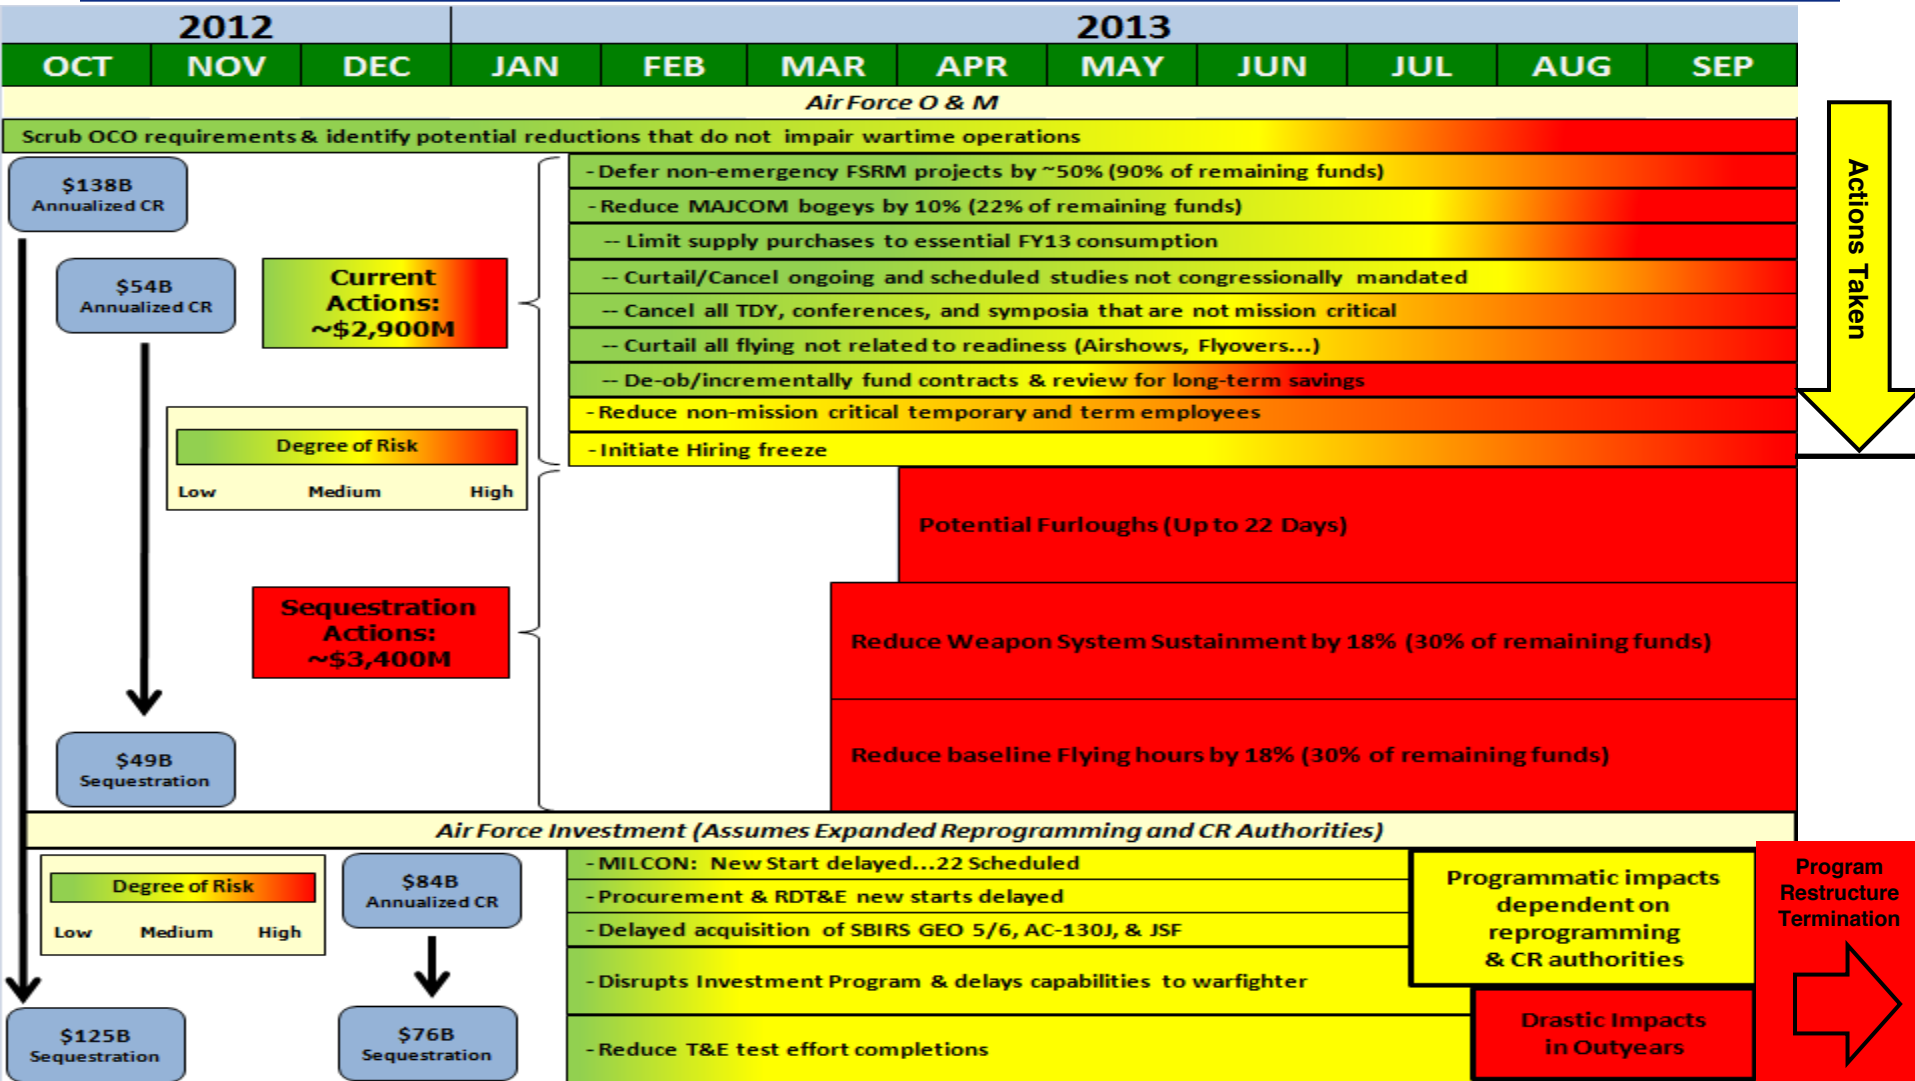 2012 2013
OCT NOV DEC JAN FEB MAR APR MAY JUN JUL AUG SEP
Air Force O & M
Scrub OCO requirements & identify potential reductions that do not impair wartime operations
$138B
Annualized CR
$54B
Annualized CR
Current
Actions:
~$2,900M
- Defer non-emergency FSRM projects by ~50% (90% of remaining funds)
- Reduce MAJCOM bogeys by 10% (22% of remaining funds)
-- Limit supply purchases to essential FY13 consumption
-- Curtail/Cancel ongoing and scheduled studies not congressionally mandated
-- Cancel all TDY, conferences, and symposia that are not mission critical
-- Curtail all flying not related to readiness (Airshows, Flyovers...)
-- De-ob/incrementally fund contracts & review for long-term savings
- Reduce non-mission critical temporary and term employees
- Initiate Hiring freeze
Actions Taken
Degree of Risk
Low Medium High
Potential Furloughs (Up to 22 Days)
Sequestration
Actions:
~$3,400M
Reduce Weapon System Sustainment by 18% (30% of remaining funds)
Reduce baseline Flying hours by 18% (30% of remaining funds)
$49B
Sequestration
Air Force Investment (Assumes Expanded Reprogramming and CR Authorities)
Degree of Risk
Low Medium High
$84B
Annualized CR
- MILCON: New Start delayed...22 Scheduled
- Procurement & RDT&E new starts delayed
- Delayed acquisition of SBIRS GEO 5/6, AC-130J, & JSF
- Disrupts Investment Program & delays capabilities to warfighter
- Reduce T&E test effort completions
Programmatic impacts
dependent on
reprogramming
& CR authorities
Program
Restructure
Termination
Drastic Impacts
in Outyears
$125B
Sequestration
$76B
Sequestration